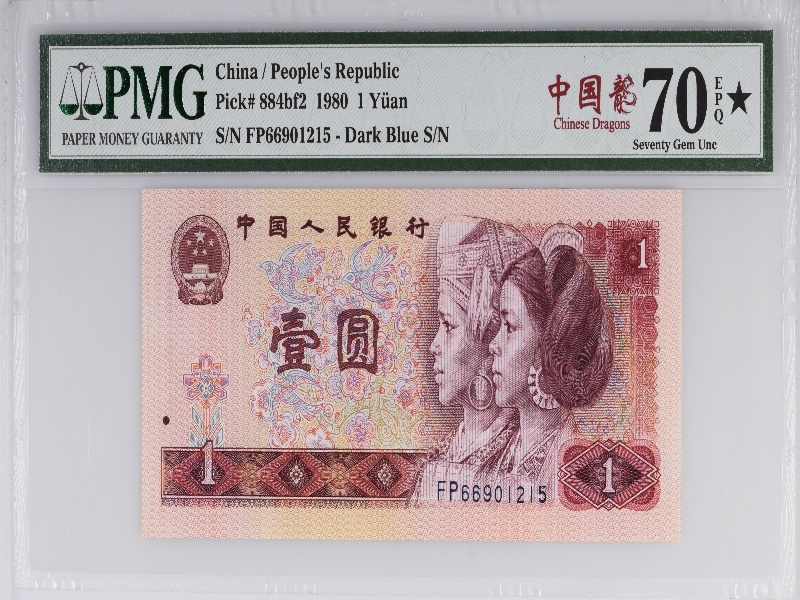 PMG
PAPER MONEY GUARANTY
China / People's Republic
Pick# 884bf2 1980 1 Yüan
S/N FP66901215 - Dark Blue S/N
中国龍
Chinese Dragons
70 EPQ ★
Seventy Gem Unc
中国人民银行
1
壹圆
1
1
FP66901215